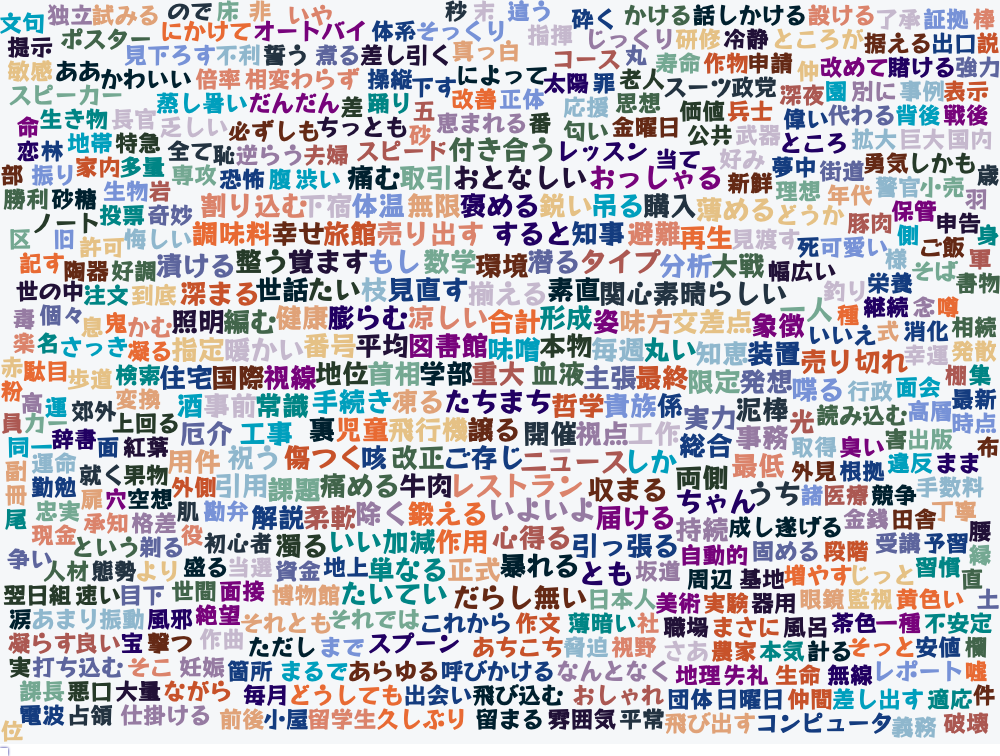 文句 独立 試みる ので 床 非 いや 秒 末 違う 砕く かける 話しかける 設ける 了承 証拠 棒
提示 ポスター にかけて オートバイ 体系 そっくり 指揮 じっくり 研修 冷静 ところが 据える 出口 説
見下ろす 不利 誓う 煮る 差し引く 真っ白 コース 丸 寿命 作物 申請 仲 改めて 賭ける 強力
敏感 ああ かわいい 倍率 相変わらず 操縦 下す によって 太陽 罪 老人 スーツ 政党 深夜 園 別に 事例 表示
スピーカー 蒸し暑い だんだん 差 踊り 五 改善 正体 応援 思想 価値 兵士 偉い 代わる 背後 戦後
命 生き物 長官 乏しい 必ずしも ちっとも 砂 恵まれる 番 匂い 金曜日 公共 武器 ところ 拡大 巨大 国内
恋 林 地帯 特急 全て 恥 逆らう 夫婦 スピード 付き合う レッスン 当て 好み 夢中 街道 勇気 しかも 歳
部 振り 家内 多量 専攻 恐怖 腹 渋い 痛む 取引 おとなしい おっしゃる 新鮮 理想 年代 警官 小売 羽
勝利 砂糖 生物 岩 割り込む 下宿 体温 無限 褒める 鋭い 吊る 購入 薄める どうか 豚肉 保管 申告
区 ノート 旧 投票 奇妙 許可 悔しい 調味料 幸せ 旅館 売り出す すると 知事 避難 再生 見渡す 死 可愛い 側 様 ご飯 身 軍
記す 陶器 好調 漬ける 整う 覚ます もし 数学 環境 潜る タイプ 分析 大戦 幅広い 栄養 そば 書物
世の中 注文 到底 深まる 世話 たい 枝 見直す 揃える 素直 関心 素晴らしい 一人 釣り 種 継続 念 噂
毒 個々 息 鬼 かむ 照明 編む 健康 膨らむ 涼しい 合計 形成 姿 味方 交差点 象徴 いいえ 式 消化 相続
楽 名 さっき 凝る 指定 暖かい 番号 平均 図書館 味噌 本物 毎週 丸い 知恵 装置 売り切れ 幸運 発散
赤 駄目 歩道 検索 住宅 国際 視線 地位 首相 学部 重大 血液 主張 最終 限定 発想 喋る 行政 面会 棚 集
粉 高 運 郊外 変換 上回る 酒 事前 常識 手続き 凍る たちまち 哲学 貴族 係 実力 泥棒 光 読み込む 高層 最新
員 カー 辞書 面 紅葉 厄介 工事 裏 児童 飛行機 譲る 開催 視点 工作 総合 事務 取得 臭い 害 出版 時点 布
同一 副 運命 就く 果物 用件 祝う 傷つく 咳 改正 ご存じ ニュース しか 両側 最低 外見 根拠 違反 まま
冊 勤勉 扉 穴 空想 外側 引用 課題 痛める 牛肉 レストラン 収まる ちゃん うち 諸 医療 競争 手数料
尾 忠実 承知 格差 肌 勘弁 解説 柔軟 除く 鍛える いよいよ 届ける 持続 成し遂げる 金銭 田舎 丁寧 腰
現金 という 剃る 役 初心者 濁る いい加減 作用 心得る 引っ張る 自動的 固める 段階 受講 予習 縁
争い 人材 態勢 より 盛る 当選 資金 地上 単なる 正式 暴れる とも 坂道 周辺 基地 増やす じっと 習慣 直
翌日 組 速い 目下 世間 面接 博物館 たいてい だらし無い 日本人 美術 実験 器用 眼鏡 監視 黄色い 土
涙 あまり 振動 風邪 絶望 それとも それでは これから 作文 薄暗い 社 職場 まさに 風呂 茶色 一種 不安定
凝らす 良い 宝 撃つ 作曲 ただし まで スプーン あちこち 脅迫 視野 さあ 農家 本気 計る そっと 安値 欄
実 打ち込む そこ 妊娠 箇所 まるで あらゆる 呼びかける なんとなく 地理 失礼 生命 無線 レポート 嘘
課長 悪口 大量 ながら 毎月 どうしても 出会い 飛び込む おしゃれ 団体 日曜日 仲間 差し出す 適応 件
位 電波 占領 仕掛ける 前後 小屋 留学生 久しぶり 留まる 雰囲気 平常 飛び出す コンピュータ 義務 破壊